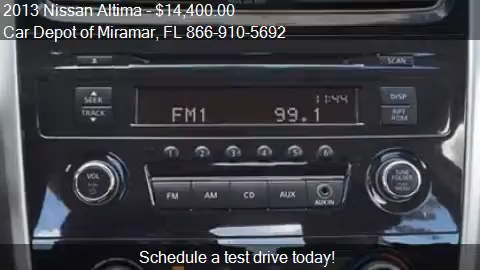 2013 Nissan Altima - $14,400.00
Car Depot of Miramar, FL 866-910-5692
SCAN
SEEK
TRACK
11:44
FM1 99.1
DISP
RPT
RDM
1 2 3 4 5 6
VOL
TUNE
FOLDER
FM AM CD AUX
AUX IN
Schedule a test drive today!